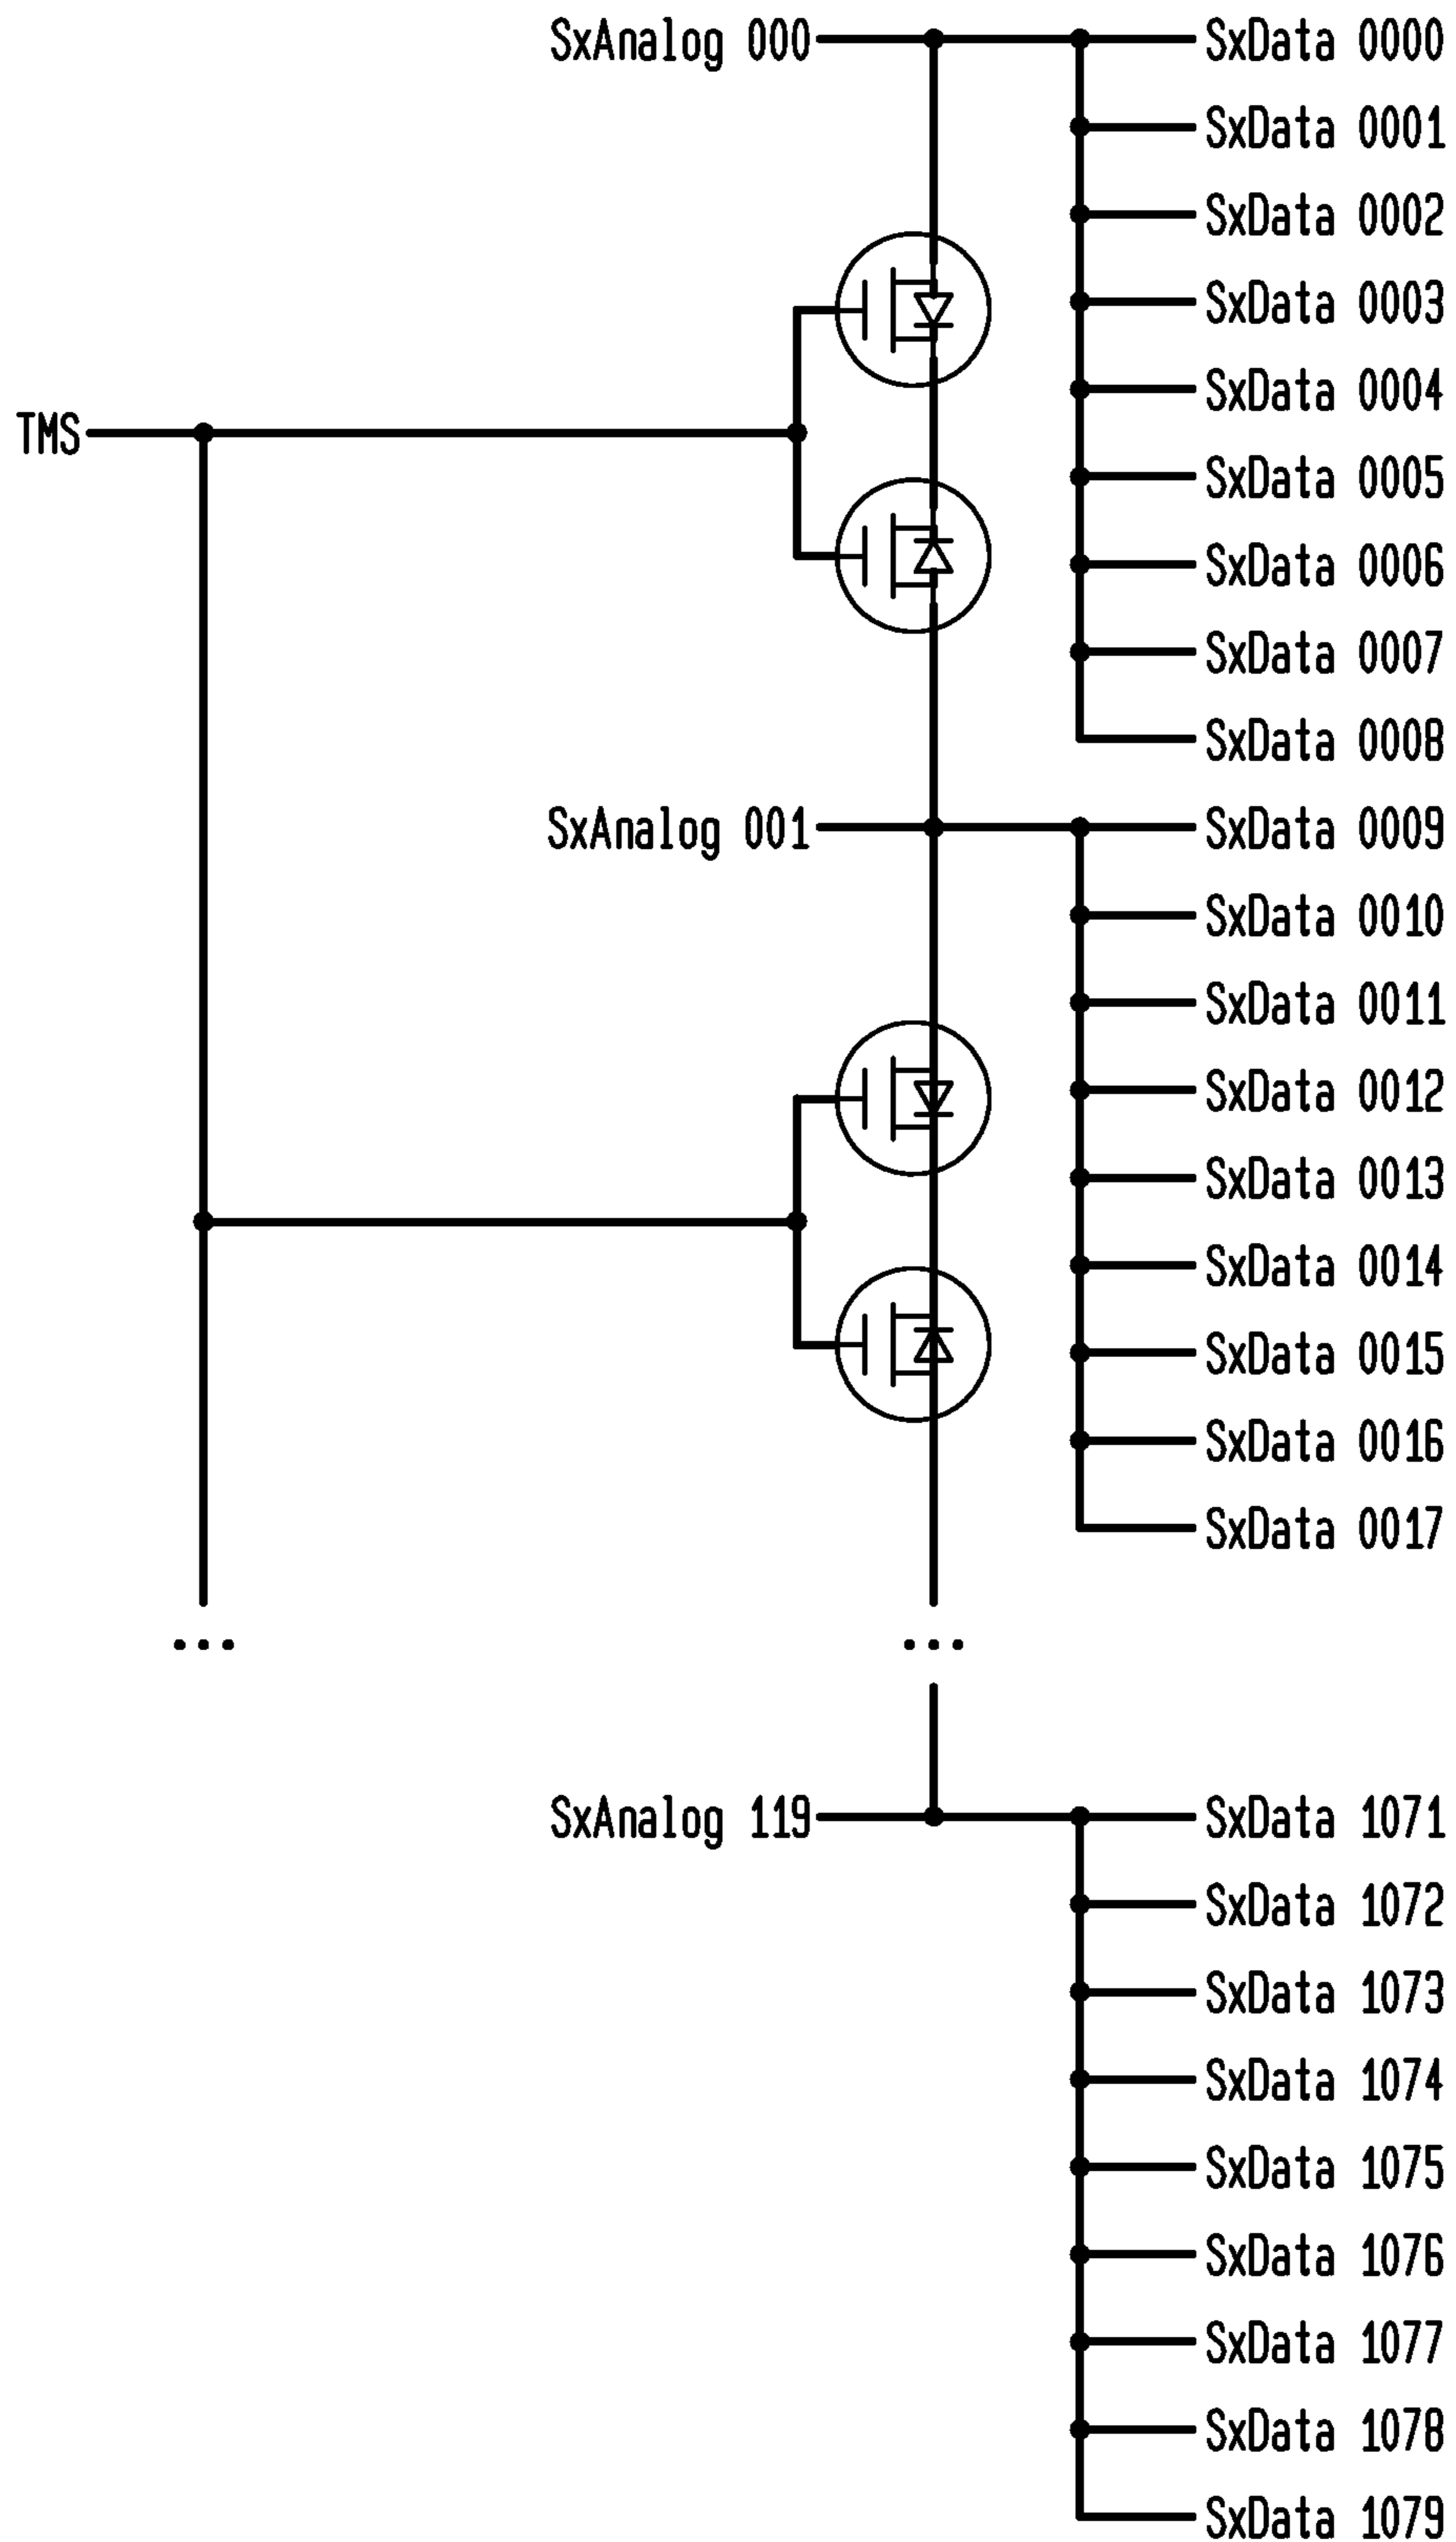 SxAnalog 000 SxData 0000
SxData 0001
SxData 0002
SxData 0003
SxData 0004
TMS
SxData 0005
SxData 0006
SxData 0007
SxData 0008
SxAnalog 001 SxData 0009
SxData 0010
SxData 0011
SxData 0012
SxData 0013
SxData 0014
SxData 0015
SxData 0016
SxData 0017
... ...
SxAnalog 119 SxData 1071
SxData 1072
SxData 1073
SxData 1074
SxData 1075
SxData 1076
SxData 1077
SxData 1078
SxData 1079